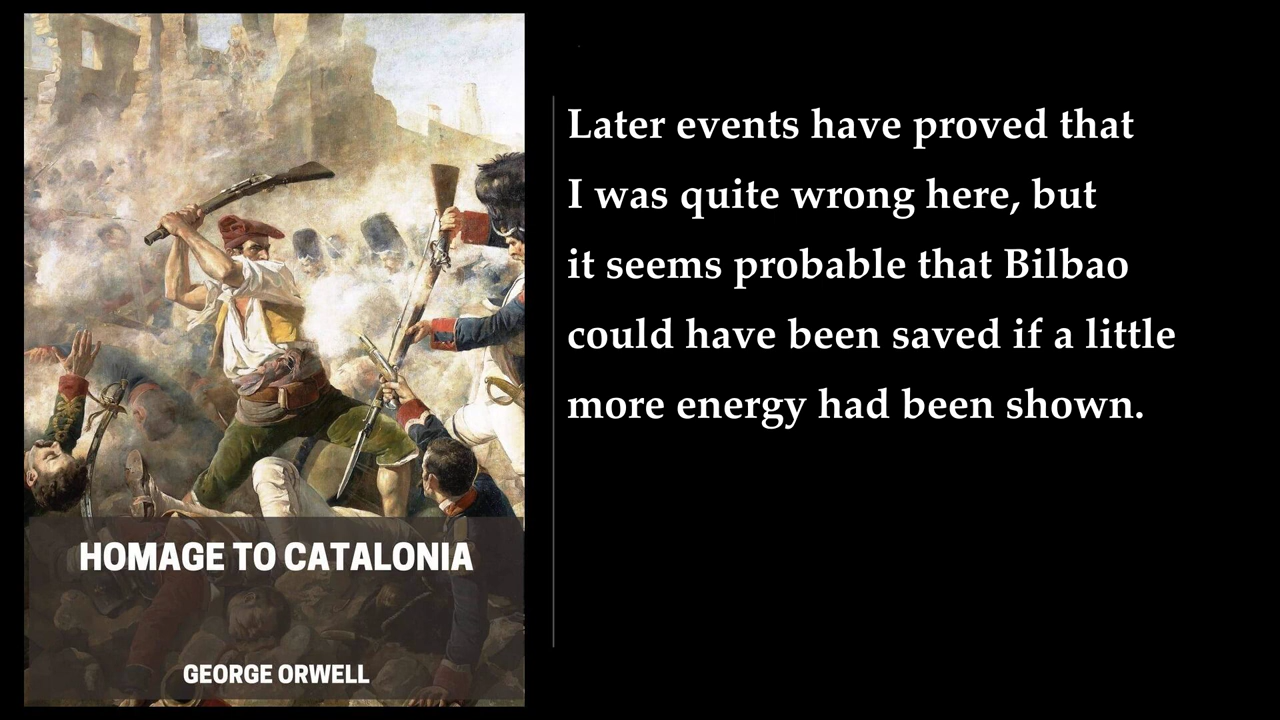 HOMAGE TO CATALONIA
GEORGE ORWELL
Later events have proved that
I was quite wrong here, but
it seems probable that Bilbao
could have been saved if a little
more energy had been shown.